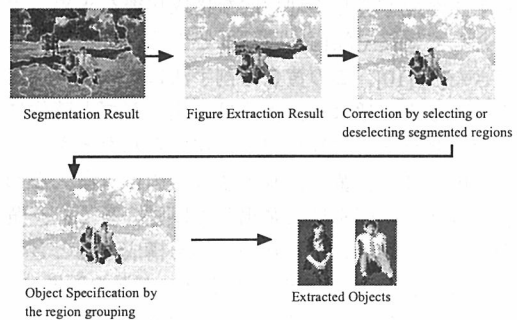 Segmentation Result
Figure Extraction Result
Correction by selecting or
deselecting segmented regions
Object Specification by
the region grouping
Extracted Objects